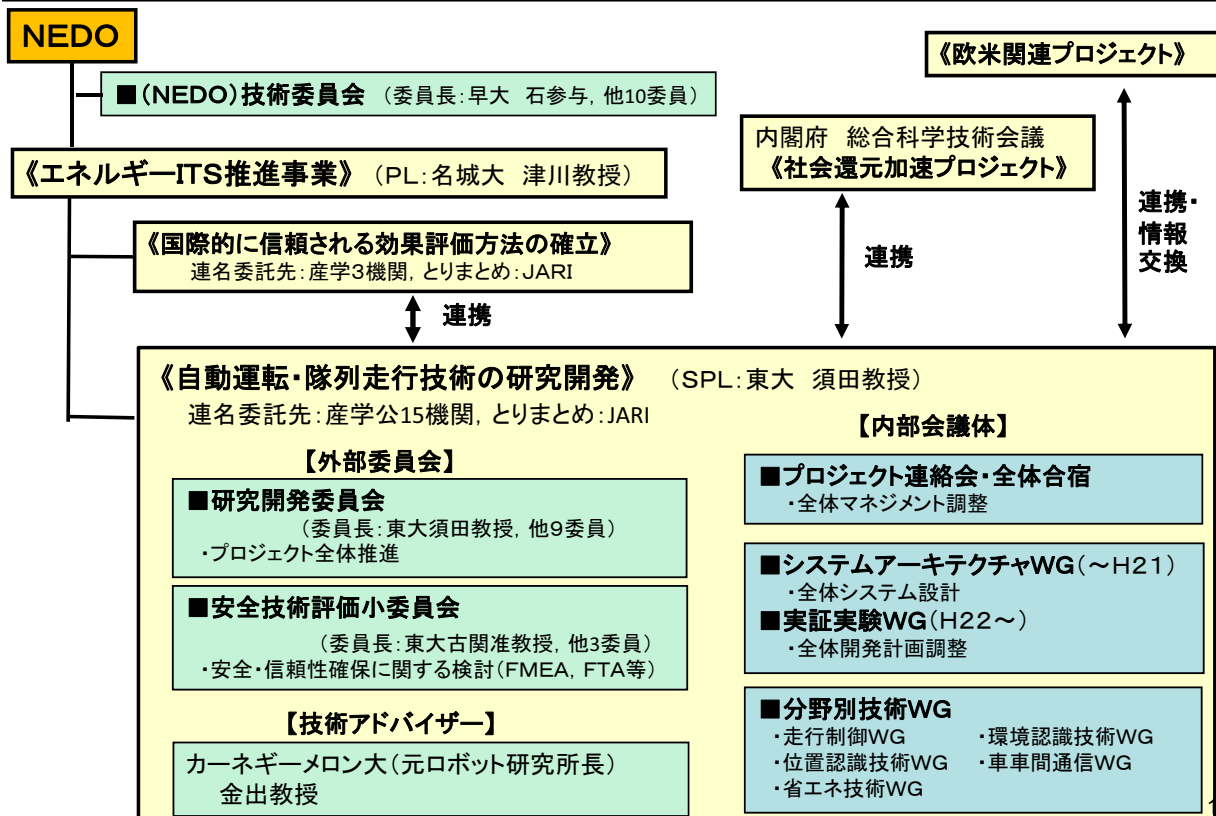 NEDO
■(NEDO)技術委員会 (委員長:早大 石参与, 他10委員)
《エネルギーITS推進事業》 (PL:名城大 津川教授)
《国際的に信頼される効果評価方法の確立》
連名委託先:産学3機関, とりまとめ:JARI
連携
《欧米関連プロジェクト》
内閣府 総合科学技術会議
《社会還元加速プロジェクト》
連携
連携・
情報
交換
《自動運転・隊列走行技術の研究開発》 (SPL:東大 須田教授)
連名委託先:産学公15機関, とりまとめ:JARI
【外部委員会】
■研究開発委員会
(委員長:東大須田教授, 他9委員)
・プロジェクト全体推進
■安全技術評価小委員会
(委員長:東大古関准教授, 他3委員)
・安全・信頼性確保に関する検討(FMEA, FTA等)
【技術アドバイザー】
カーネギーメロン大(元ロボット研究所長)
金出教授
【内部会議体】
■プロジェクト連絡会・全体合宿
・全体マネジメント調整
■システムアーキテクチャWG(~H21)
・全体システム設計
■実証実験WG(H22~)
・全体開発計画調整
■分野別技術WG
・走行制御WG ・環境認識技術WG
・位置認識技術WG ・車車間通信WG
・省エネ技術WG